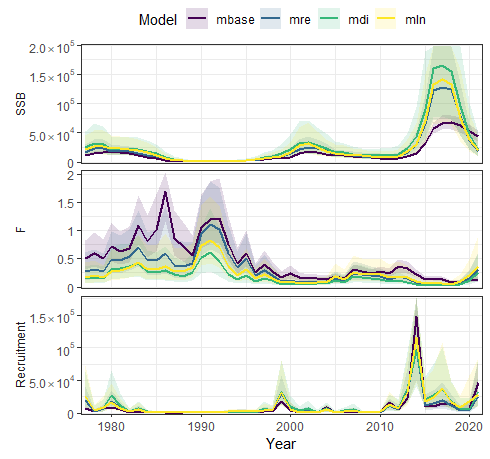 Model mbase mre mdi mln
SSB
2.0×10⁵
1.5×10⁵
10⁵
5.0×10⁴
0
F
2
1.5
1
0.5
0
Recruitment
1.5×10⁵
10⁵
5.0×10⁴
0
1980 1990 2000 2010 2020
Year